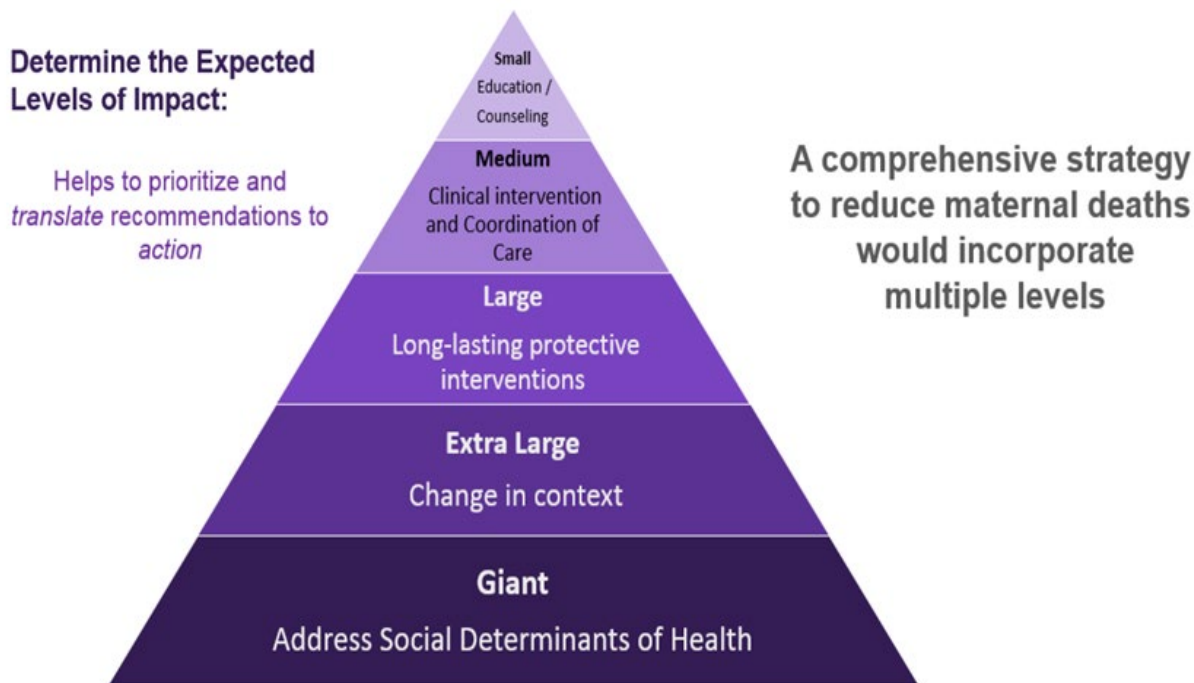 Determine the Expected
Levels of Impact:
Helps to prioritize and
translate recommendations to
action
Small
Education /
Counseling
Medium
Clinical intervention
and Coordination of
Care
Large
Long-lasting protective
interventions
Extra Large
Change in context
Giant
Address Social Determinants of Health
A comprehensive strategy
to reduce maternal deaths
would incorporate
multiple levels